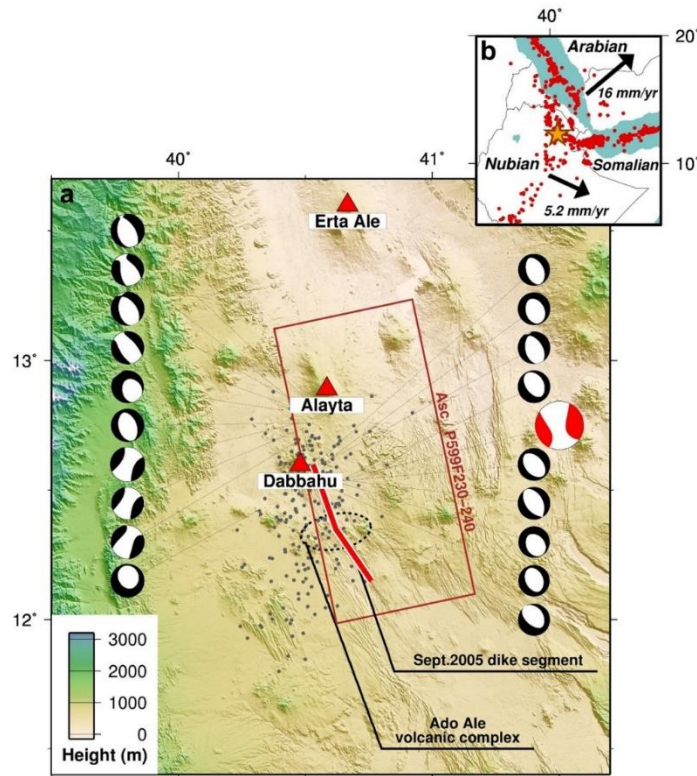 40°
20°
b
Arabian
16 mm/yr
10°
Nubian
Somalian
5.2 mm/yr
40°
41°
a
Erta Ale
13°
Alayta
Asc./ P599F230-240
Dabbahu
12°
3000
2000
1000
0
Height (m)
Sept.2005 dike segment
Ado Ale
volcanic complex